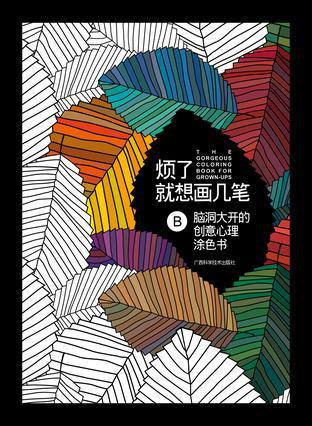 烦了
THE
GORGEOUS
COLORING
BOOK FOR
GROWN-UPS
就想画几笔
B
脑洞大开的
创意心理
涂色书
广西科学技术出版社